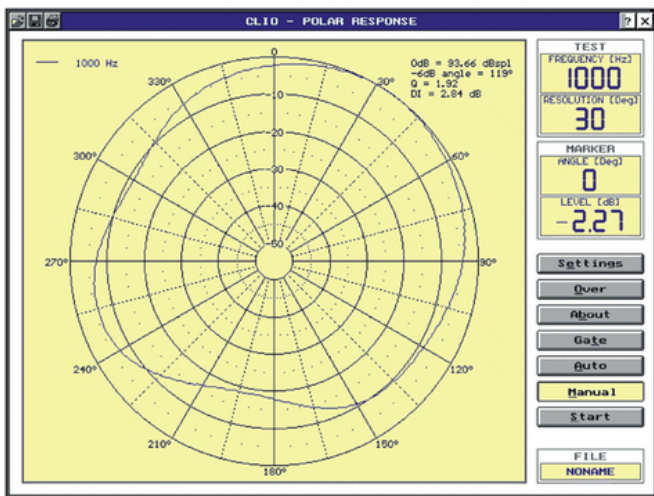 CLIO - POLAR RESPONSE
? x
1000 Hz
0dB = 93.66 dBspl
-6dB angle = 119°
Q = 1.92
DI = 2.84 dB
0
30°
60°
90°
120°
150°
180°
210°
240°
270°
300°
330°
-10
-20
-30
-40
-50
TEST
FREQUENCY [Hz]
1000
RESOLUTION [Deg]
30
MARKER
ANGLE [Deg]
0
LEVEL [dB]
-2.27
Settings
Over
About
Gate
Auto
Manual
Start
FILE
NONAME